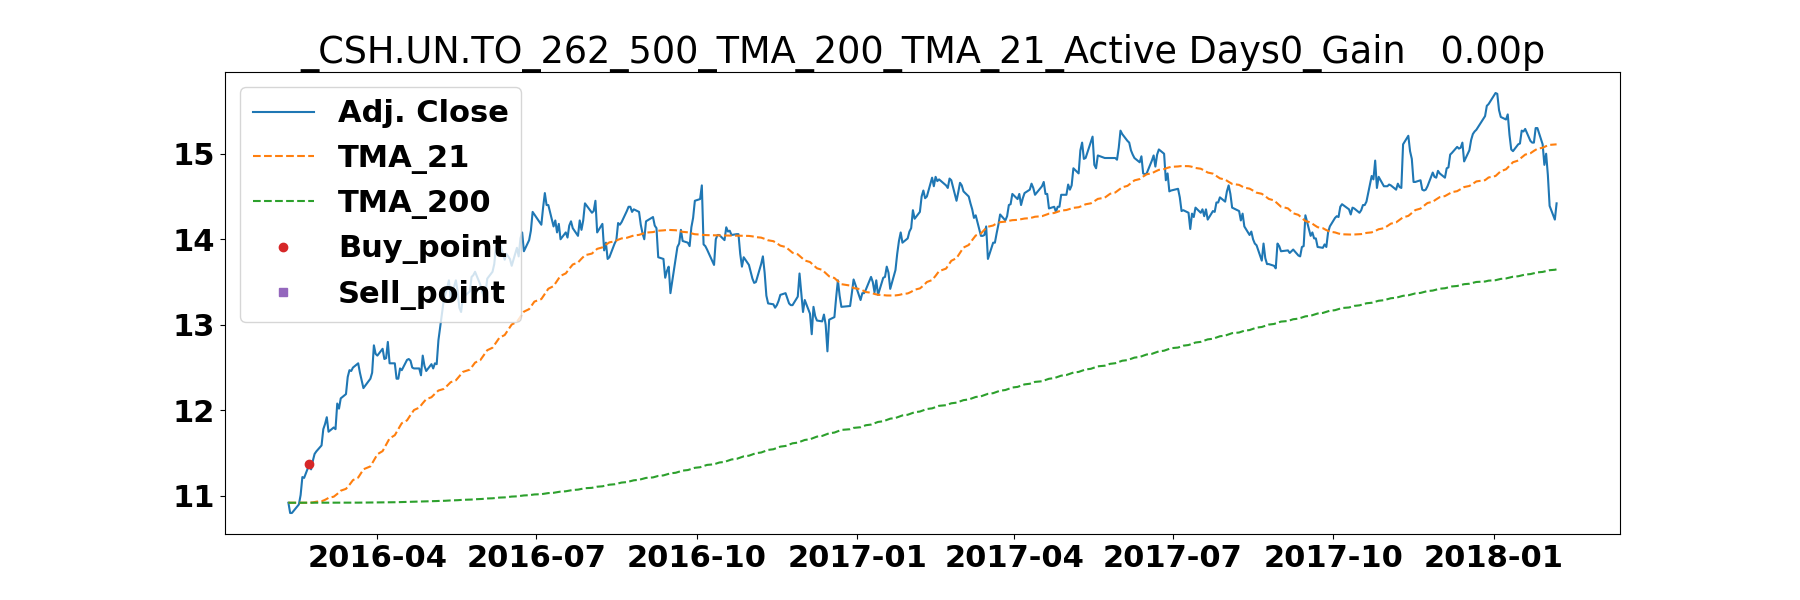 _CSH.UN.TO_262_500_TMA_200_TMA_21_Active Days0_Gain   0.00p
Adj. Close
TMA_21
TMA_200
Buy_point
Sell_point
15
14
13
12
11
2016-04 2016-07 2016-10 2017-01 2017-04 2017-07 2017-10 2018-01